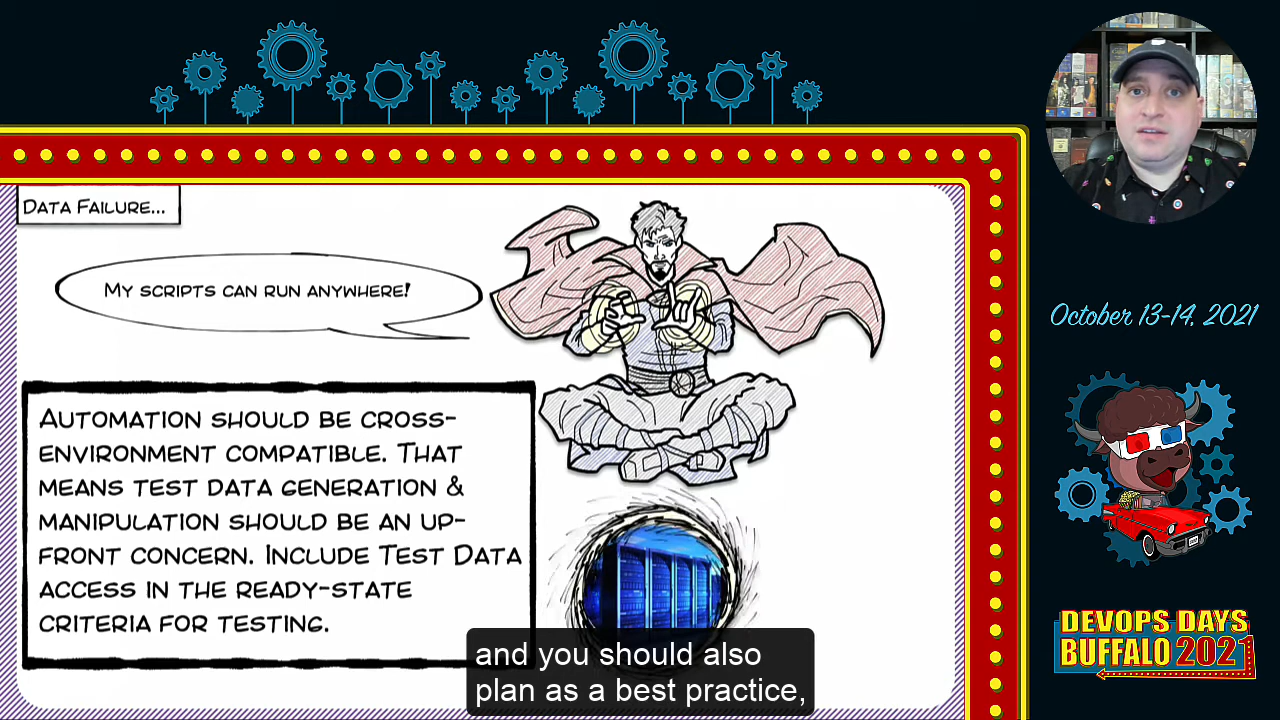 Data Failure...
My scripts can run anywhere!
Automation should be cross-
environment compatible. That
means test data generation &
manipulation should be an up-
front concern. Include Test Data
access in the ready-state
criteria for testing.
and you should also
plan as a best practice,
October 13-14, 2021
DEVOPS DAYS
BUFFALO 2021